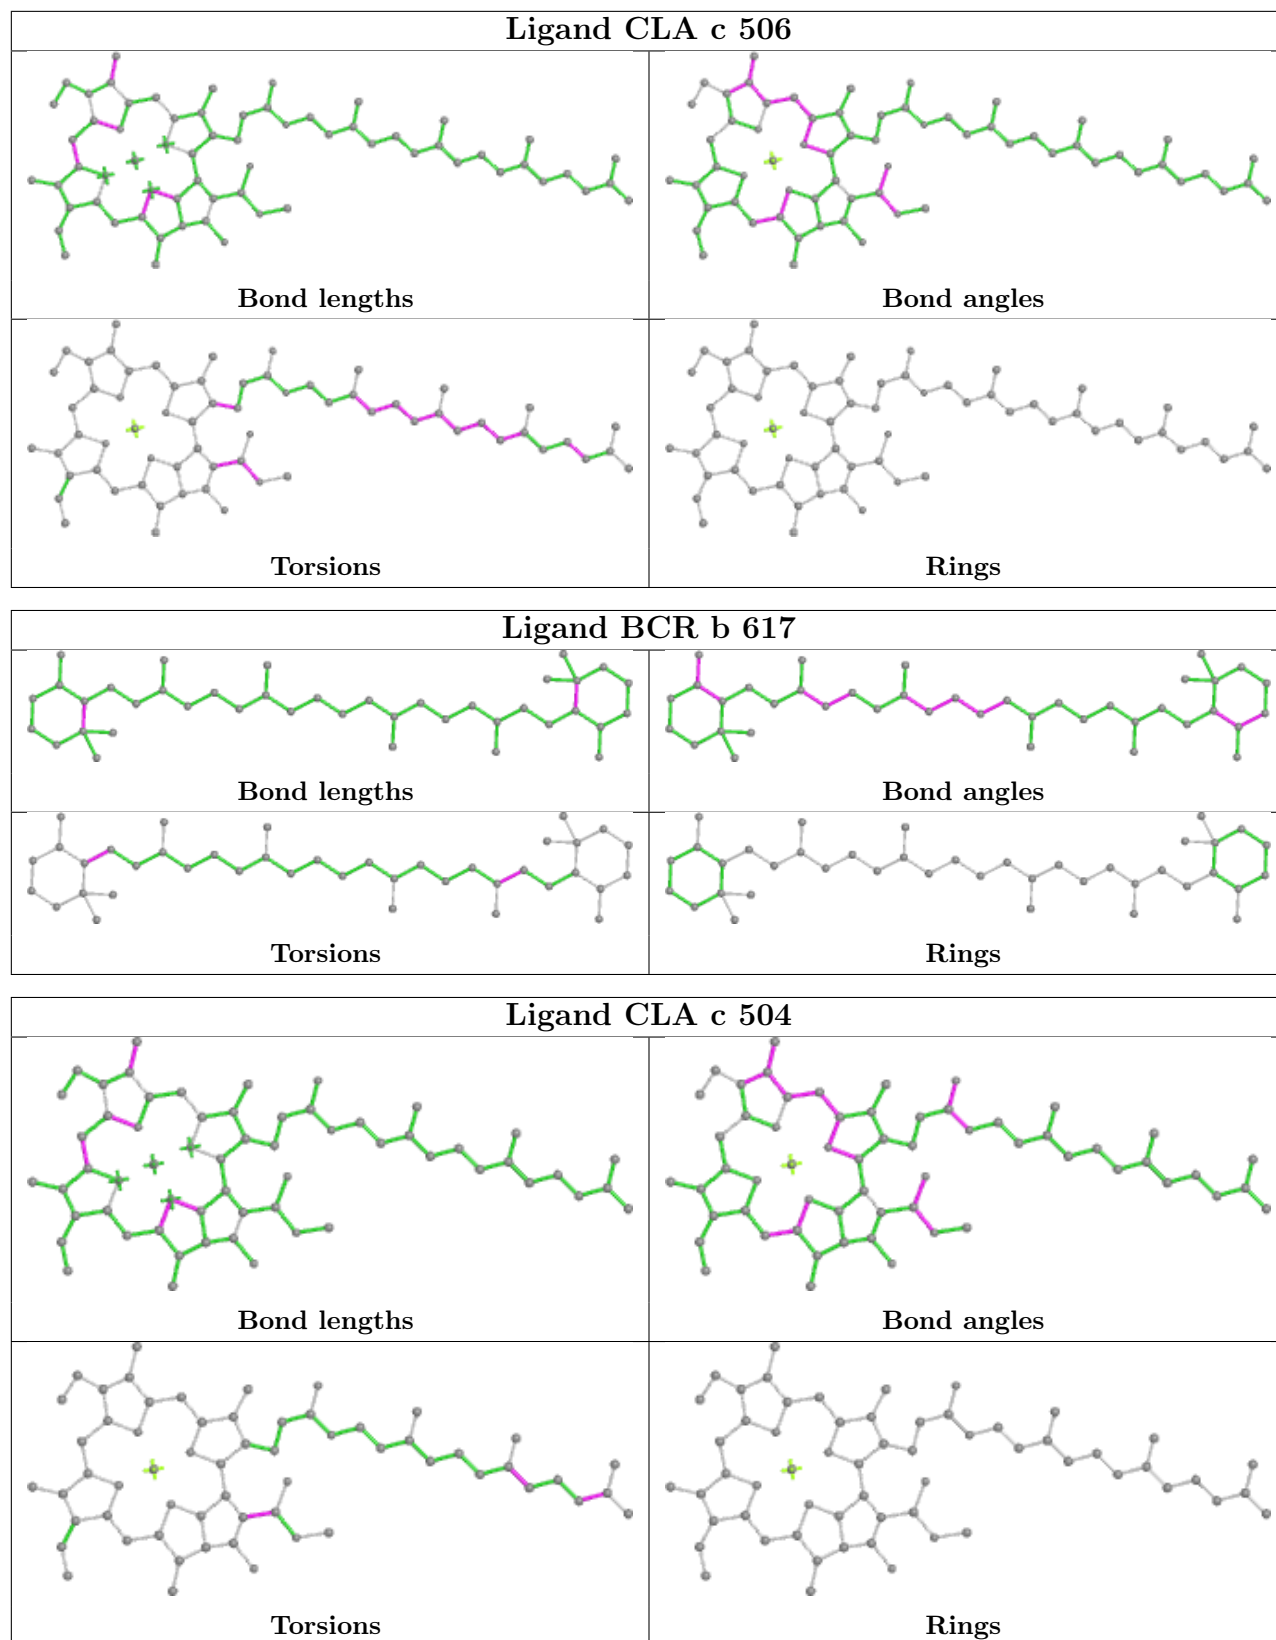 Ligand CLA c 506
Bond lengths
Bond angles
Torsions
Rings
Ligand BCR b 617
Bond lengths
Bond angles
Torsions
Rings
Ligand CLA c 504
Bond lengths
Bond angles
Torsions
Rings